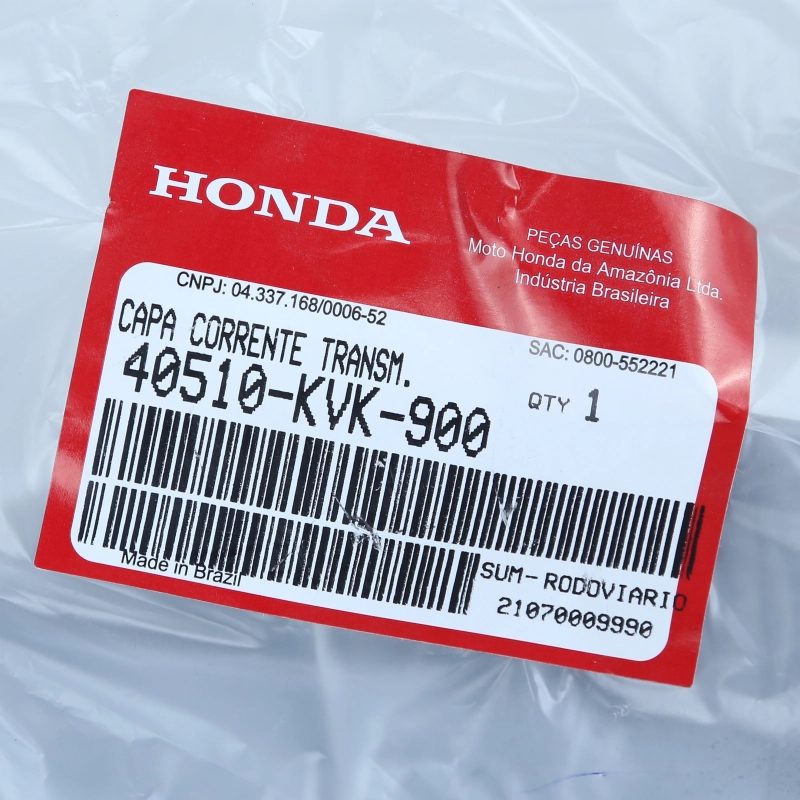 HONDA
PEÇAS GENUÍNAS
Moto Honda da Amazônia Ltda.
Indústria Brasileira
CNPJ: 04.337.168/0006-52
SAC: 0800-552221
CAPA CORRENTE TRANSM.
40510-KVK-900
QTY 1
SUM-RODOVIARIO
21070009990
Made in Brazil